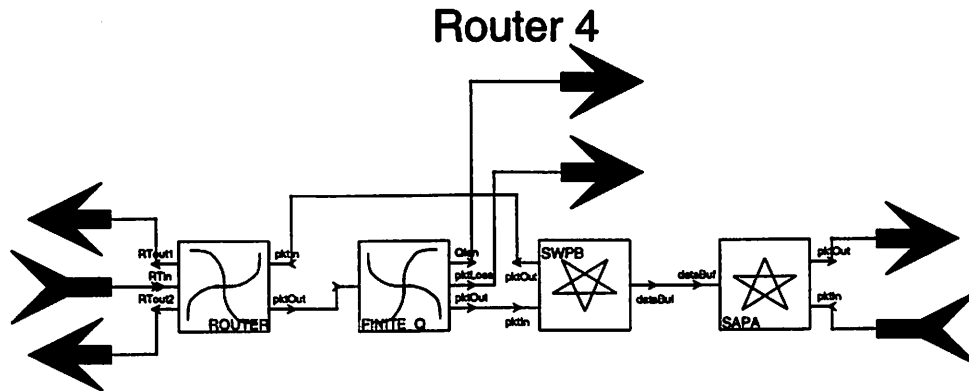 Router 4
RTout1
RTin
RTout2
pktIn
pktOut
ROUTER
Qlen
pktLoss
pktOut
FINITE_Q
SWPB
pktOut
pktIn
dataBuf
dataBuf
SAPA
pktOut
pktIn